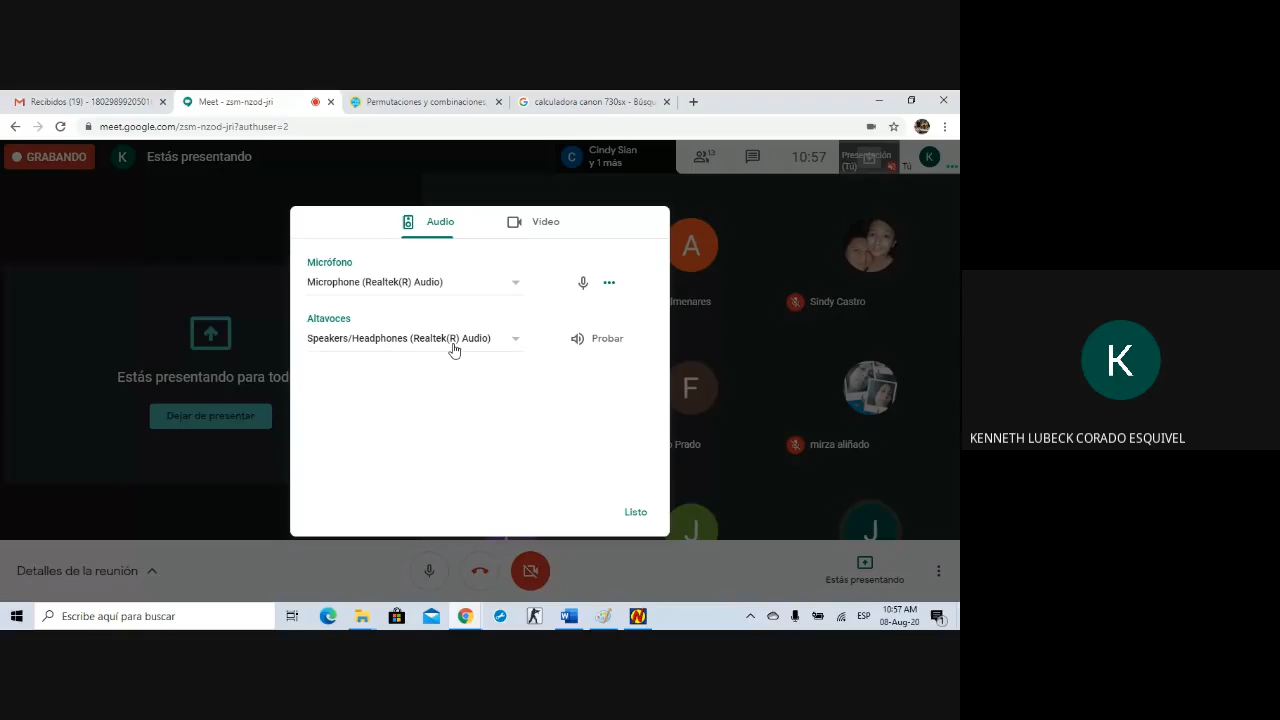 Recibidos (19) - 1802989920501
Meet - zsm-nzod-jri
Permutaciones y combinaciones
calculadora canon 730sx - Búsqu
meet.google.com/zsm-nzod-jri?authuser=2
GRABANDO
K
Estás presentando
C
Cindy Sian
y 1 más
13
10:57
Presentación
(Tú)
Tú
K
Audio
Video
Micrófono
Microphone (Realtek(R) Audio)
Altavoces
Speakers/Headphones (Realtek(R) Audio)
Probar
Listo
Estás presentando para tod
Dejar de presentar
A
lmenares
Sindy Castro
F
Prado
mirza aliñado
J
J
K
KENNETH LUBECK CORADO ESQUIVEL
Detalles de la reunión
Estás presentando
Escribe aquí para buscar
ESP
10:57 AM
08-Aug-20
1